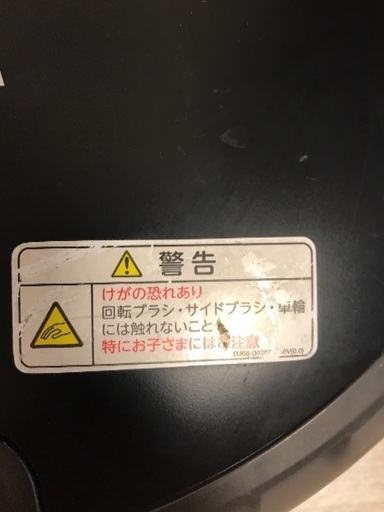 警告
けがの恐れあり
回転ブラシ・サイドブラシ・車輪
には触れないこと
特にお子さまにはご注意